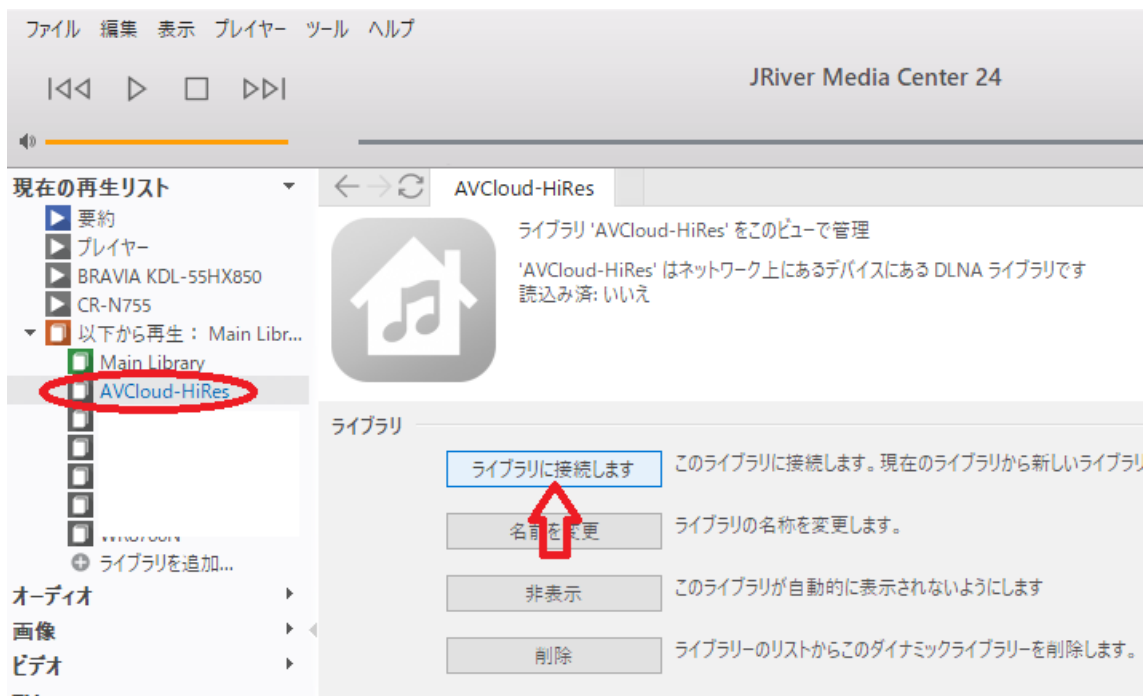 ファイル 編集 表示 プレイヤー ツール ヘルプ
JRiver Media Center 24
現在の再生リスト
要約
プレイヤー
BRAVIA KDL-55HX850
CR-N755
以下から再生： Main Libr...
Main Library
AVCloud-HiRes
ライブラリを追加...
オーディオ
画像
ビデオ
AVCloud-HiRes
ライブラリ 'AVCloud-HiRes' をこのビューで管理
'AVCloud-HiRes' はネットワーク上にあるデバイスにある DLNA ライブラリです
読込み済: いいえ
ライブラリ
ライブラリに接続します このライブラリに接続します。現在のライブラリから新しいライブラリ
名前を変更 ライブラリの名称を変更します。
非表示 このライブラリが自動的に表示されないようにします
削除 ライブラリーのリストからこのダイナミックライブラリーを削除します。